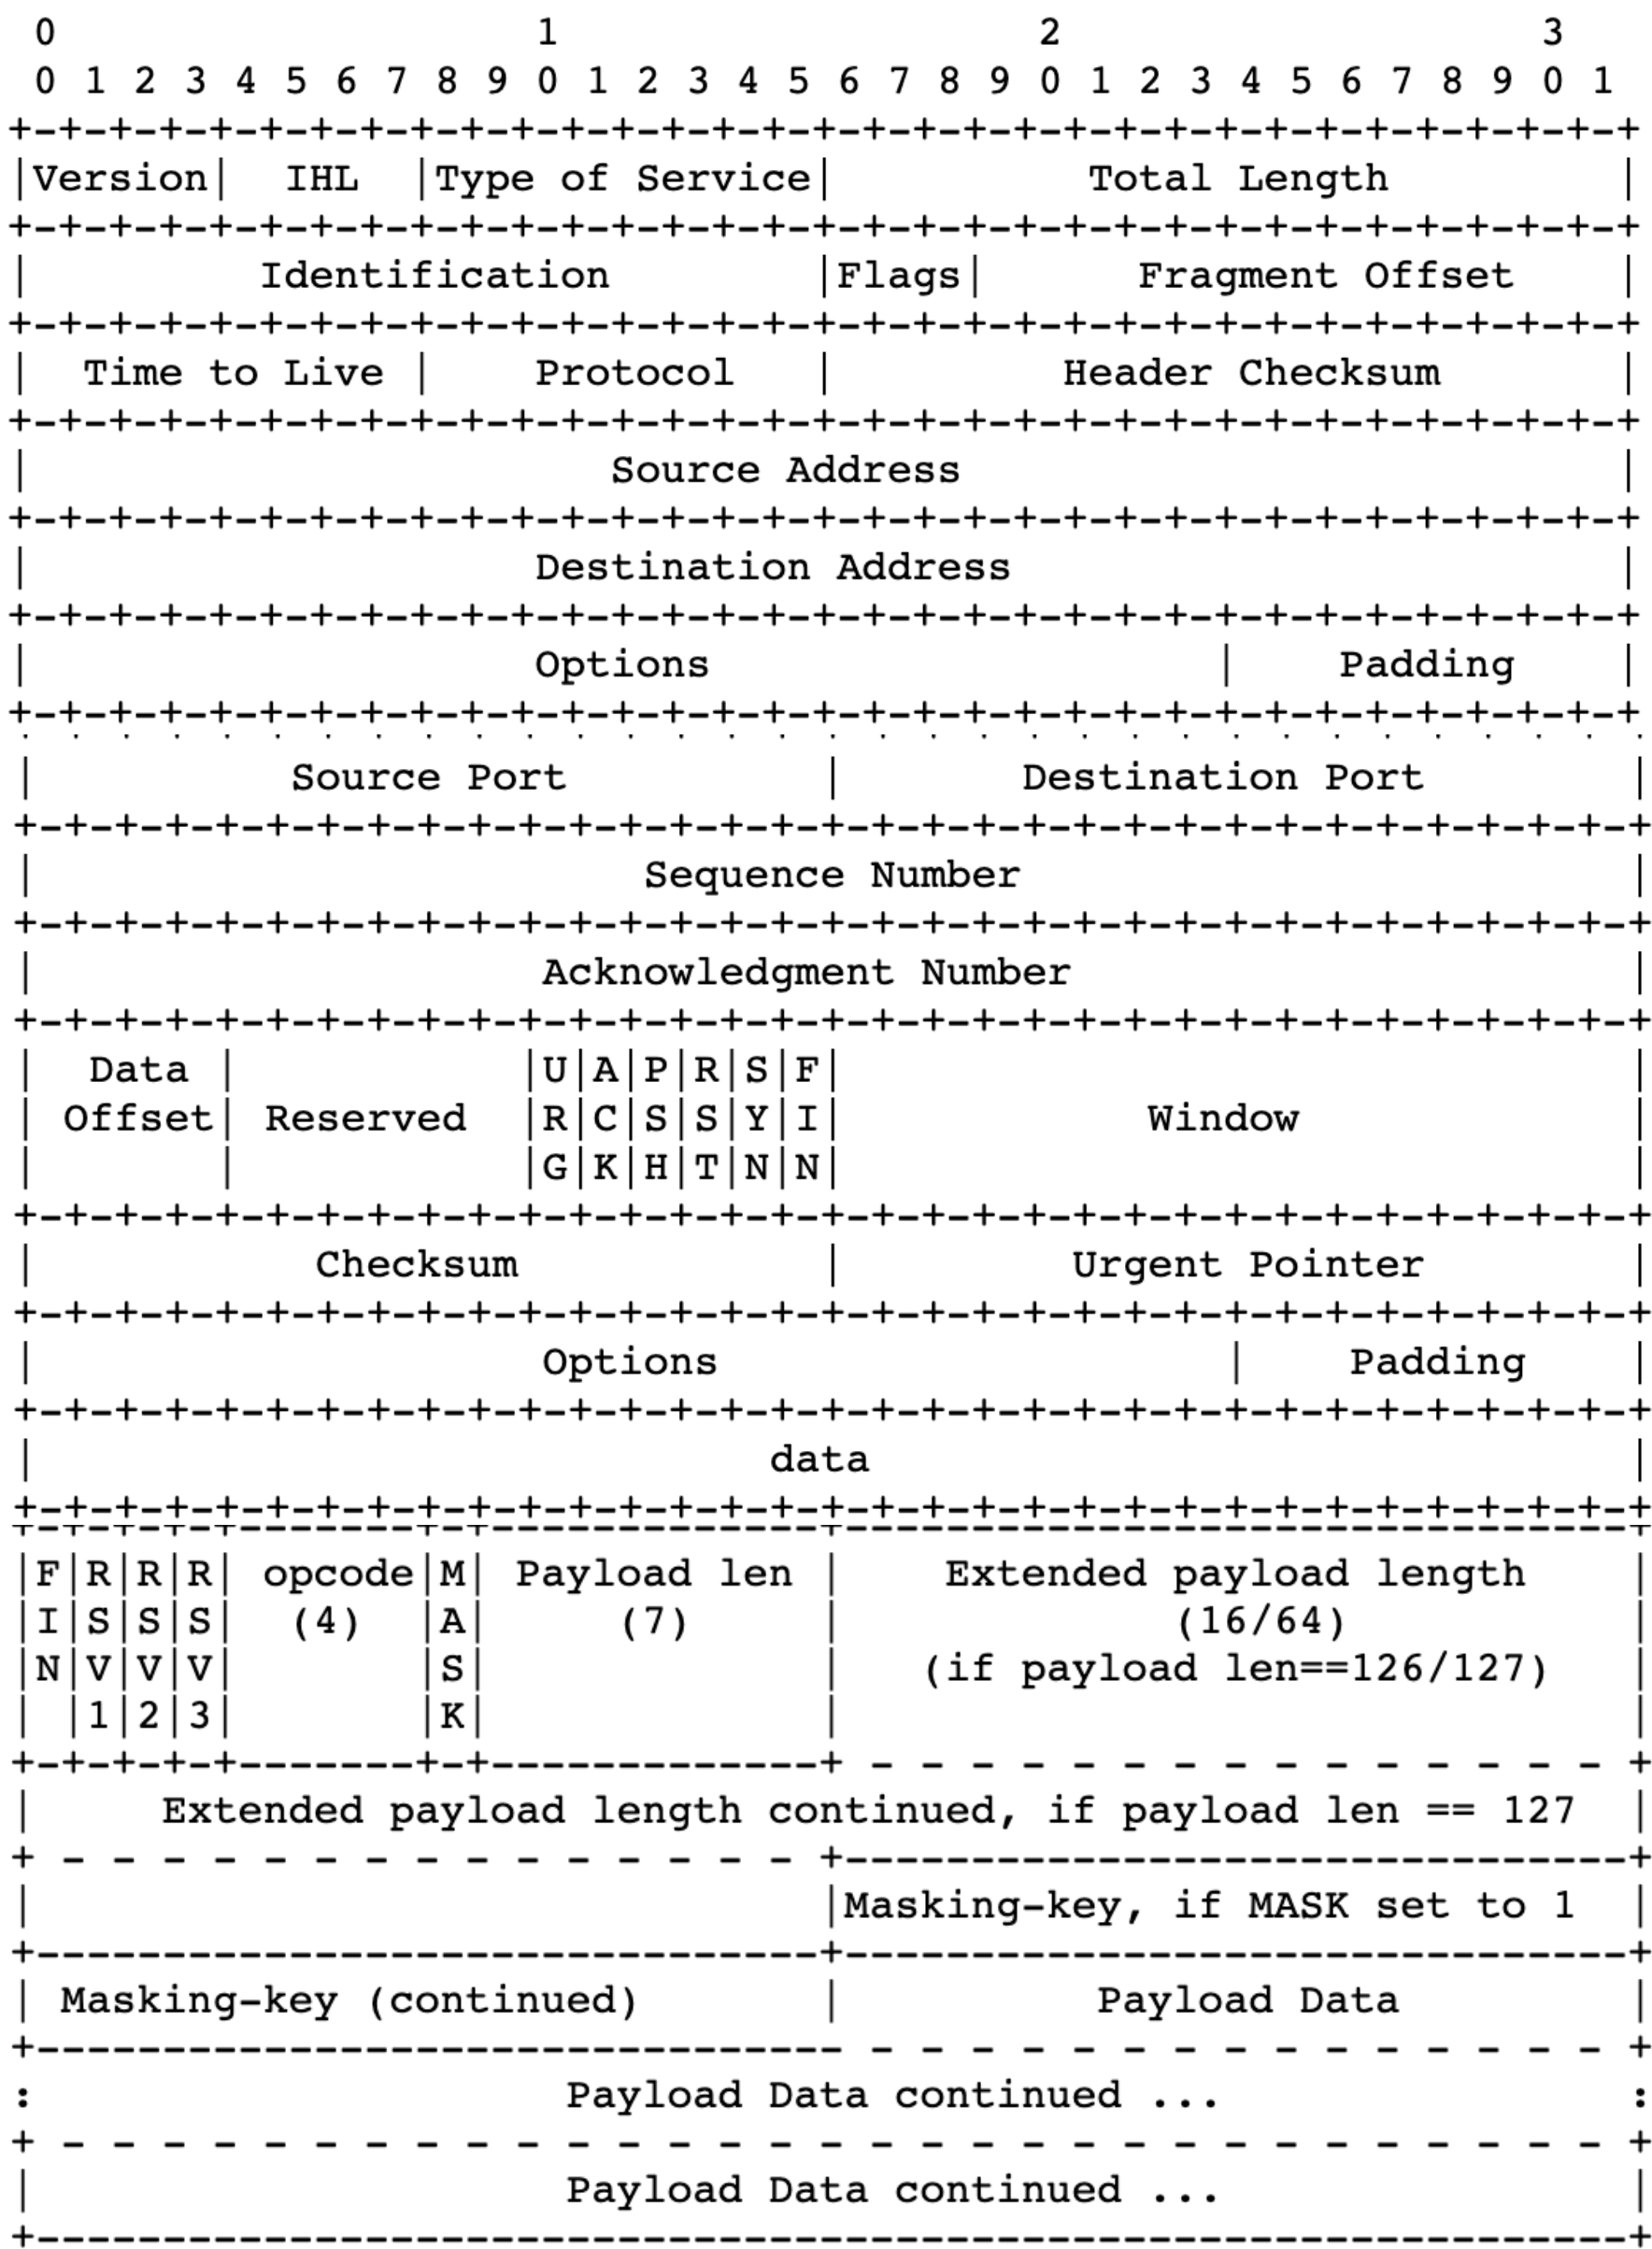 0                   1                   2                   3
 0 1 2 3 4 5 6 7 8 9 0 1 2 3 4 5 6 7 8 9 0 1 2 3 4 5 6 7 8 9 0 1
+-+-+-+-+-+-+-+-+-+-+-+-+-+-+-+-+-+-+-+-+-+-+-+-+-+-+-+-+-+-+-+-+
|Version|  IHL  |Type of Service|          Total Length         |
+-+-+-+-+-+-+-+-+-+-+-+-+-+-+-+-+-+-+-+-+-+-+-+-+-+-+-+-+-+-+-+-+
|         Identification        |Flags|      Fragment Offset    |
+-+-+-+-+-+-+-+-+-+-+-+-+-+-+-+-+-+-+-+-+-+-+-+-+-+-+-+-+-+-+-+-+
|  Time to Live |    Protocol   |         Header Checksum       |
+-+-+-+-+-+-+-+-+-+-+-+-+-+-+-+-+-+-+-+-+-+-+-+-+-+-+-+-+-+-+-+-+
|                       Source Address                          |
+-+-+-+-+-+-+-+-+-+-+-+-+-+-+-+-+-+-+-+-+-+-+-+-+-+-+-+-+-+-+-+-+
|                    Destination Address                        |
+-+-+-+-+-+-+-+-+-+-+-+-+-+-+-+-+-+-+-+-+-+-+-+-+-+-+-+-+-+-+-+-+
|                    Options                    |    Padding    |
+-+-+-+-+-+-+-+-+-+-+-+-+-+-+-+-+-+-+-+-+-+-+-+-+-+-+-+-+-+-+-+-+
|          Source Port          |       Destination Port        |
+-+-+-+-+-+-+-+-+-+-+-+-+-+-+-+-+-+-+-+-+-+-+-+-+-+-+-+-+-+-+-+-+
|                        Sequence Number                        |
+-+-+-+-+-+-+-+-+-+-+-+-+-+-+-+-+-+-+-+-+-+-+-+-+-+-+-+-+-+-+-+-+
|                    Acknowledgment Number                      |
+-+-+-+-+-+-+-+-+-+-+-+-+-+-+-+-+-+-+-+-+-+-+-+-+-+-+-+-+-+-+-+-+
|  Data |           |U|A|P|R|S|F|                               |
| Offset| Reserved  |R|C|S|S|Y|I|            Window             |
|       |           |G|K|H|T|N|N|                               |
+-+-+-+-+-+-+-+-+-+-+-+-+-+-+-+-+-+-+-+-+-+-+-+-+-+-+-+-+-+-+-+-+
|           Checksum            |         Urgent Pointer        |
+-+-+-+-+-+-+-+-+-+-+-+-+-+-+-+-+-+-+-+-+-+-+-+-+-+-+-+-+-+-+-+-+
|                    Options                    |    Padding    |
+-+-+-+-+-+-+-+-+-+-+-+-+-+-+-+-+-+-+-+-+-+-+-+-+-+-+-+-+-+-+-+-+
|                             data                              |
+-+-+-+-+-+-+-+-+-+-+-+-+-+-+-+-+-+-+-+-+-+-+-+-+-+-+-+-+-+-+-+-+
+-+-+-+-+-------+-+-------------+-------------------------------+
|F|R|R|R| opcode|M| Payload len |    Extended payload length    |
|I|S|S|S|  (4)  |A|     (7)     |             (16/64)           |
|N|V|V|V|       |S|             |   (if payload len==126/127)   |
| |1|2|3|       |K|             |                               |
+-+-+-+-+-------+-+-------------+ - - - - - - - - - - - - - - - +
|     Extended payload length continued, if payload len == 127  |
+ - - - - - - - - - - - - - - - +-------------------------------+
|                               |Masking-key, if MASK set to 1  |
+-------------------------------+-------------------------------+
| Masking-key (continued)       |          Payload Data         |
+-------------------------------- - - - - - - - - - - - - - - - +
:                     Payload Data continued ...                :
+ - - - - - - - - - - - - - - - - - - - - - - - - - - - - - - - +
|                     Payload Data continued ...                |
+---------------------------------------------------------------+